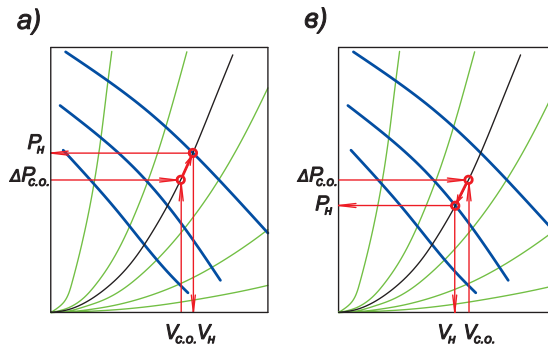 а)
в)
Pн
ΔPс.о.
Vс.о. Vн
ΔPс.о.
Pн
Vн Vс.о.